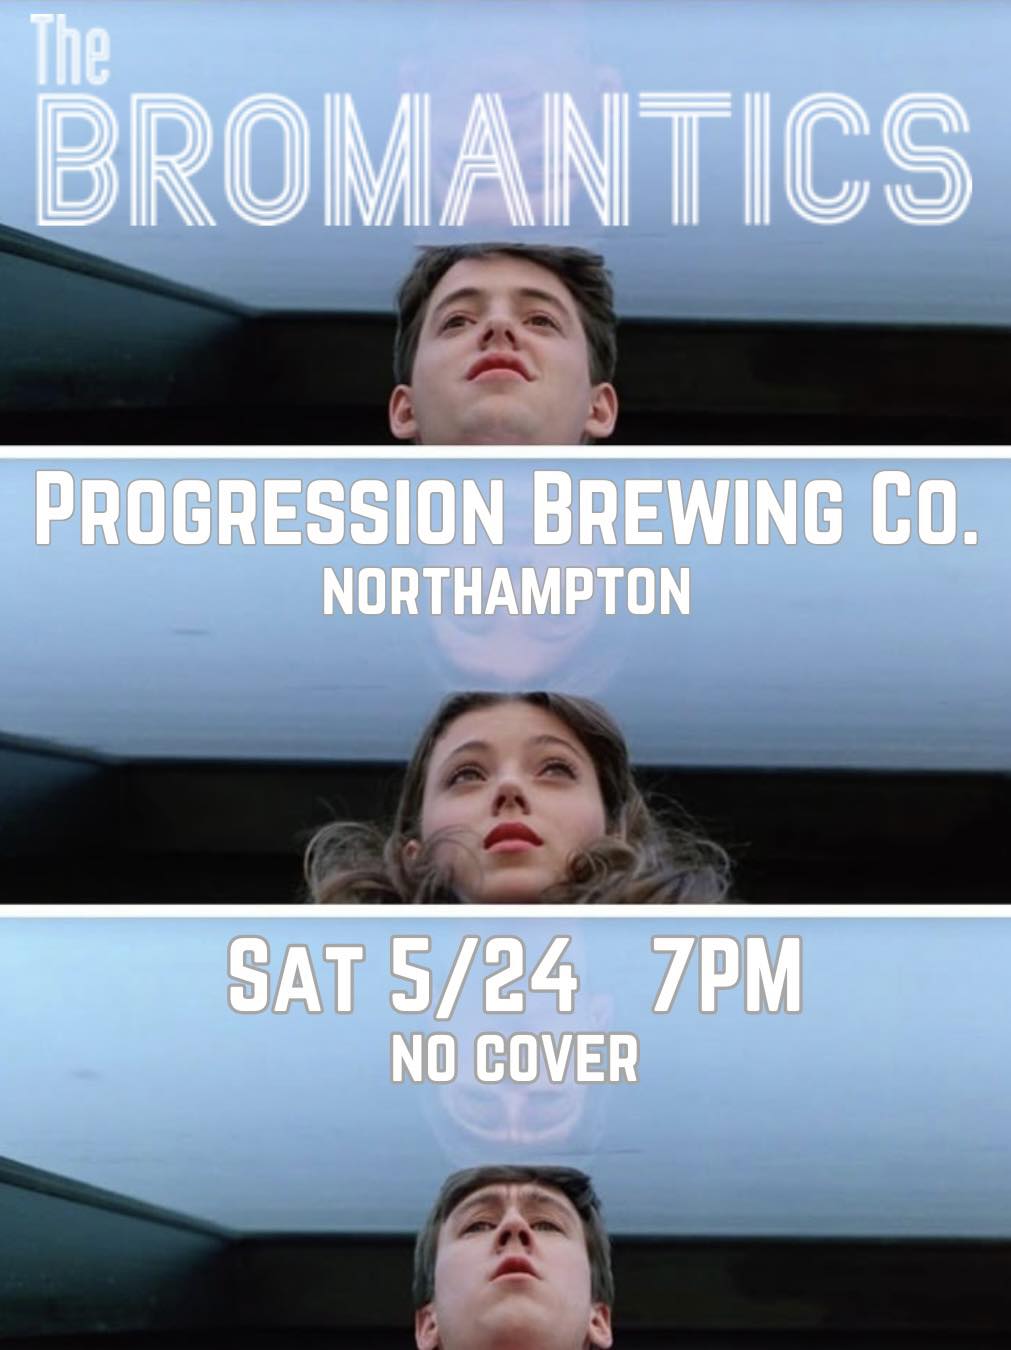 The
BROMANTICS
PROGRESSION BREWING CO.
NORTHAMPTON
SAT 5/24 7PM
NO COVER